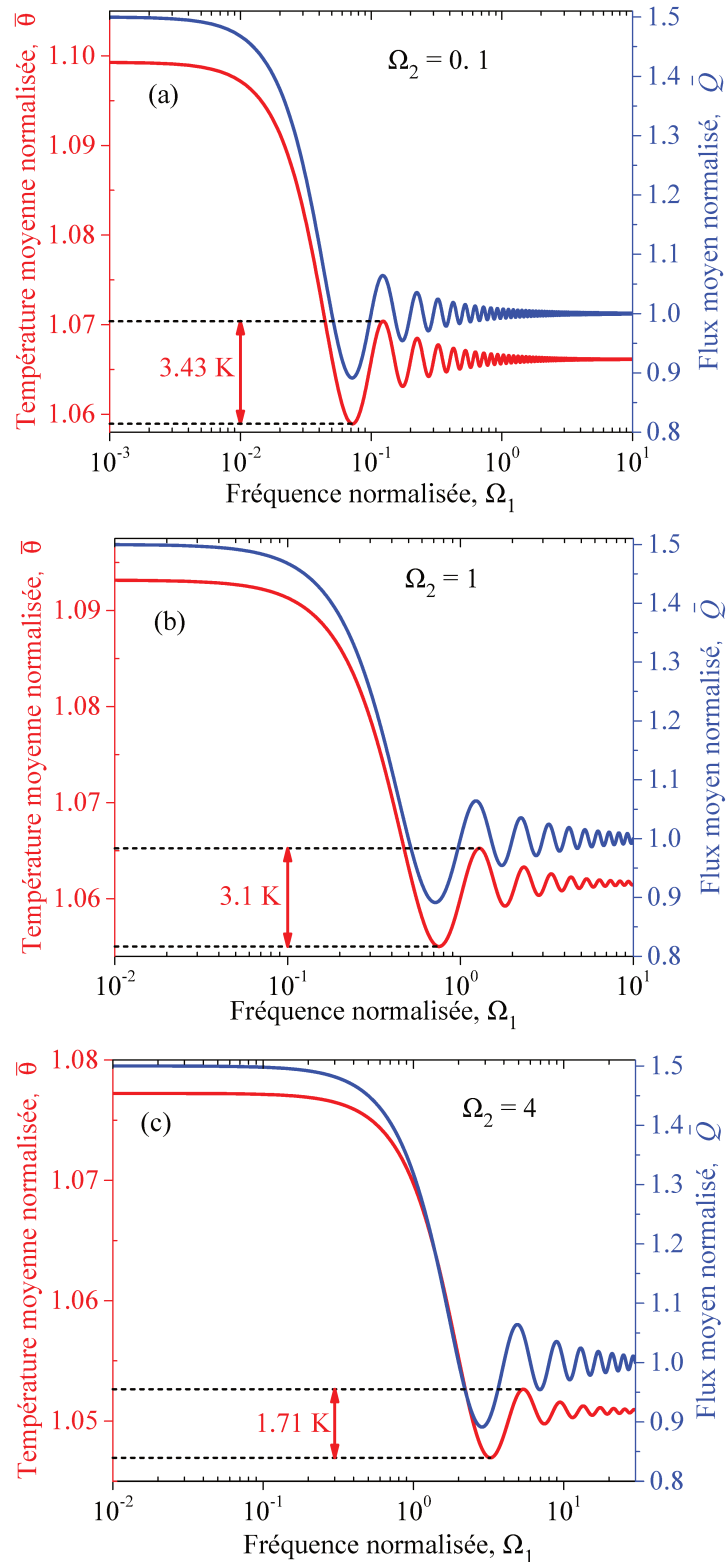 Température moyenne normalisée, θ̅
1.10
1.09
1.08
1.07
1.06
(a)
Ω₂ = 0. 1
3.43 K
1.5
1.4
1.3
1.2
1.1
1.0
0.9
0.8
Flux moyen normalisé, Q̄
10⁻³ 10⁻² 10⁻¹ 10⁰ 10¹
Fréquence normalisée, Ω₁
Température moyenne normalisée, θ̅
1.09
1.08
1.07
1.06
(b)
Ω₂ = 1
3.1 K
1.5
1.4
1.3
1.2
1.1
1.0
0.9
0.8
Flux moyen normalisé, Q̄
10⁻² 10⁻¹ 10⁰ 10¹
Fréquence normalisée, Ω₁
Température moyenne normalisée, θ̅
1.08
1.07
1.06
1.05
(c)
Ω₂ = 4
1.71 K
1.5
1.4
1.3
1.2
1.1
1.0
0.9
0.8
Flux moyen normalisé, Q̄
10⁻² 10⁻¹ 10⁰ 10¹
Fréquence normalisée, Ω₁